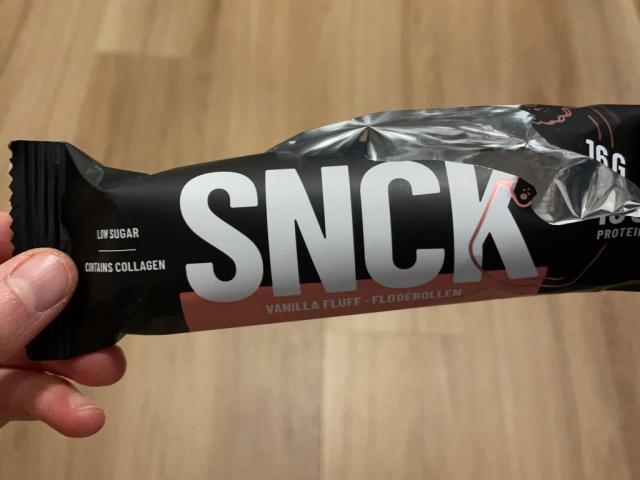 LOW SUGAR
CONTAINS COLLAGEN
SNCK
VANILLA FLUFF - FLØDEBOLLEN
16 G
PROTEIN